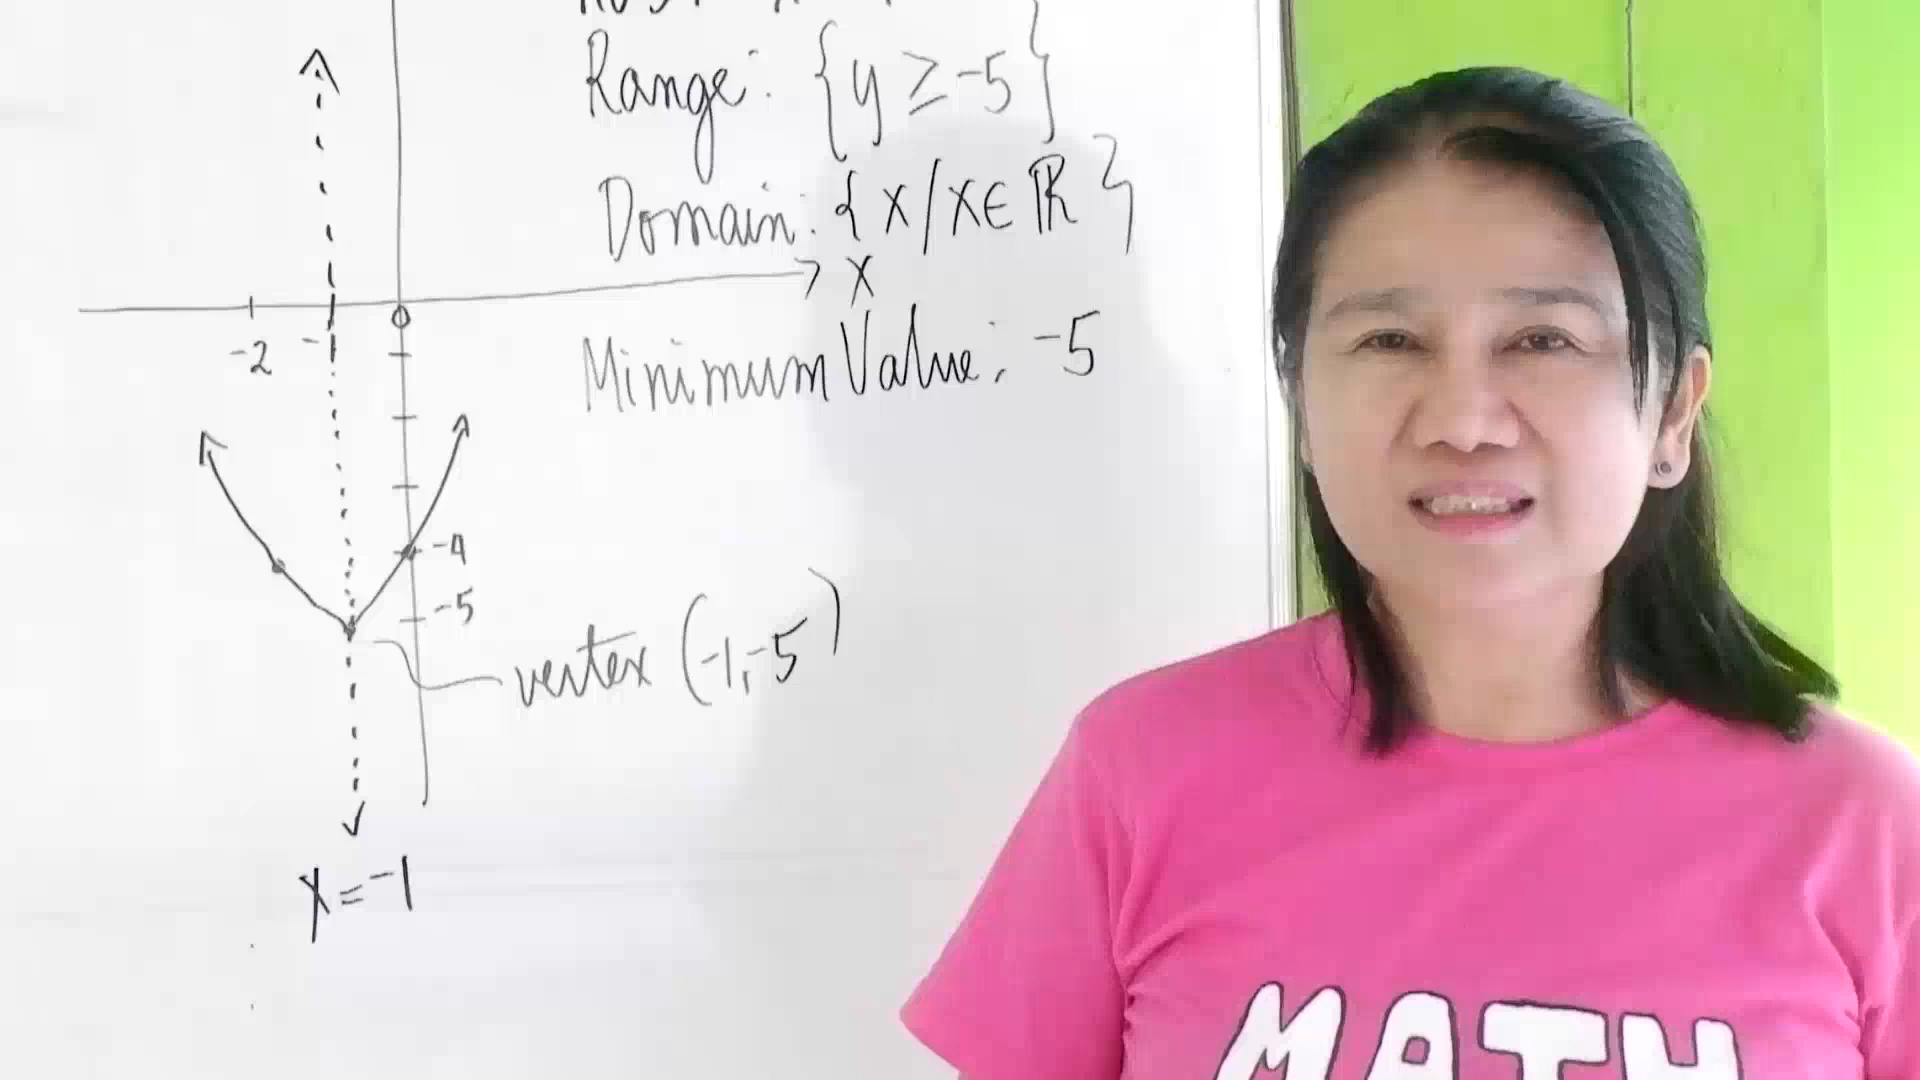 Range: {y ≥ -5}
Domain: {x/x∈ℝ}
X
-2 -1 0
Minimum Value: -5
-4
-5
vertex (-1,-5)
x=-1
MATH